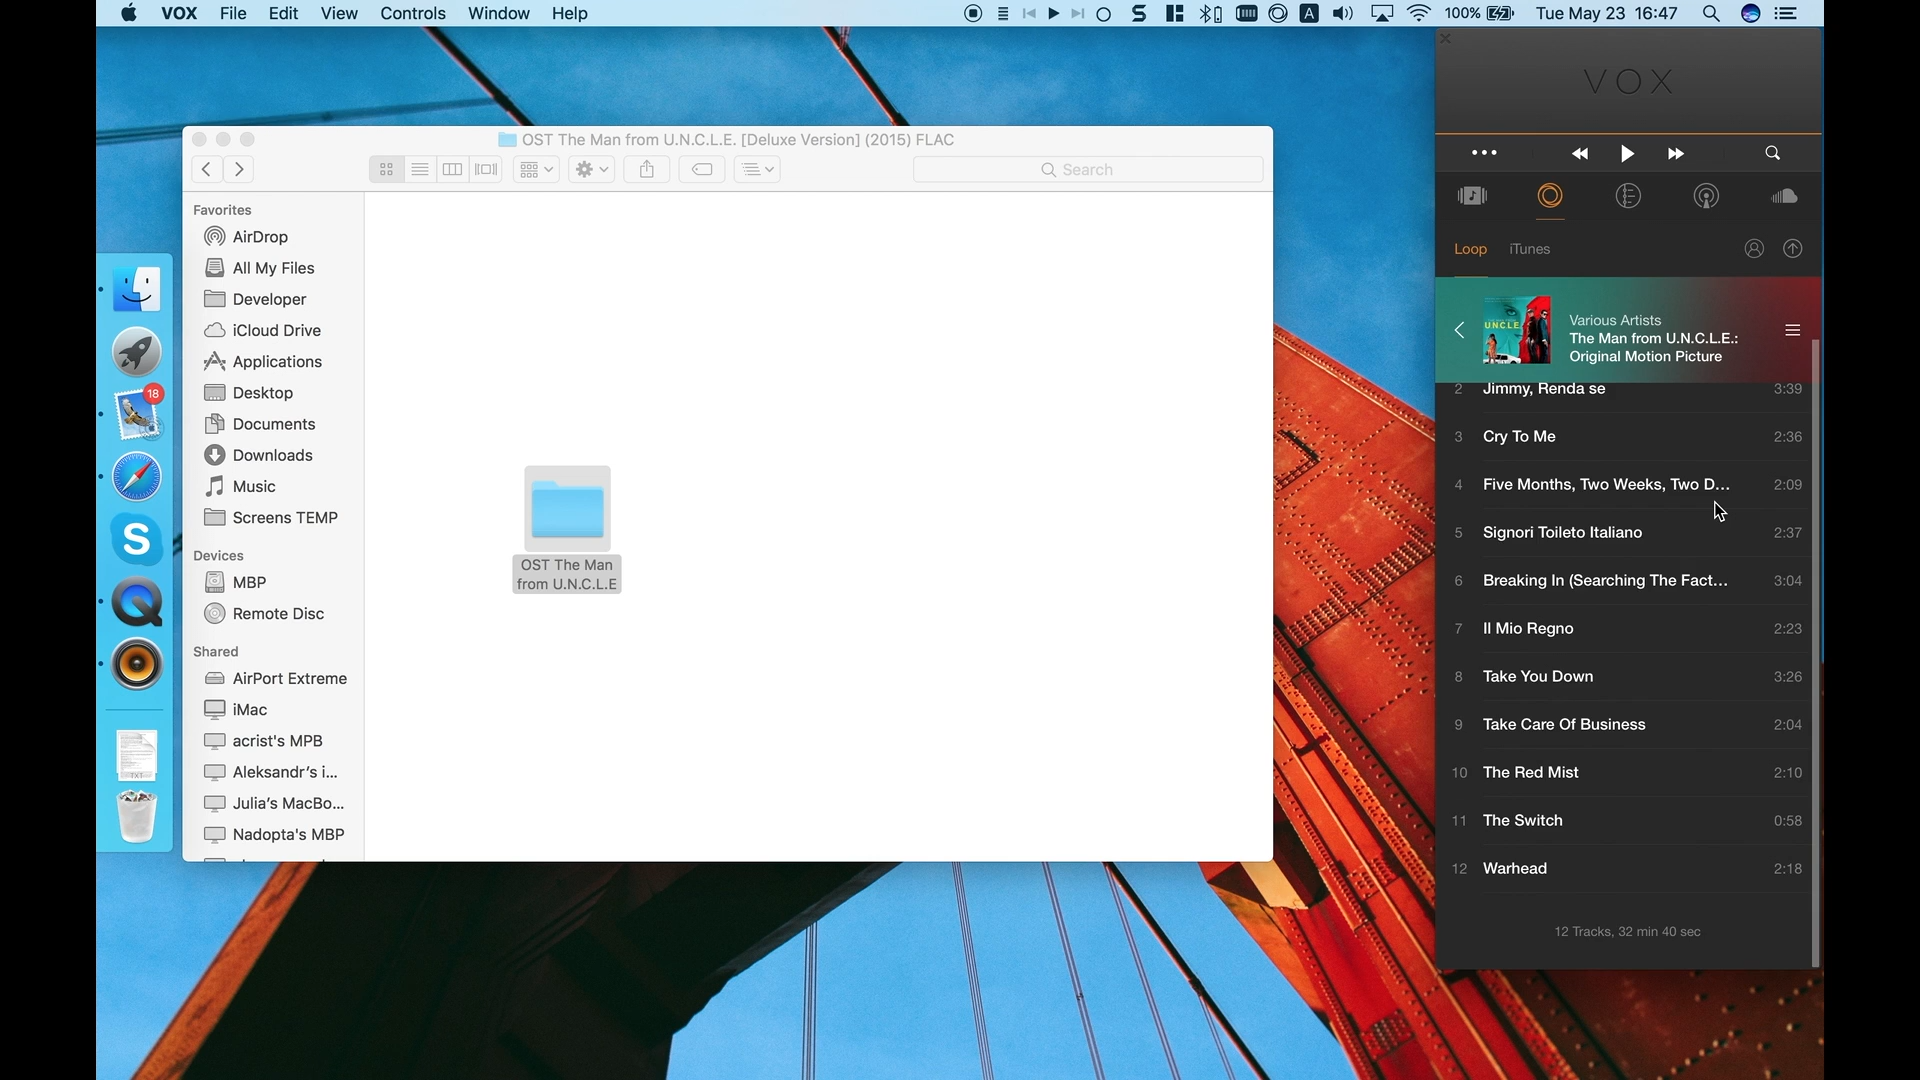 VOX File Edit View Controls Window Help
A 100% Tue May 23 16:47
OST The Man from U.N.C.L.E. [Deluxe Version] (2015) FLAC
Search
Favorites
AirDrop
All My Files
Developer
iCloud Drive
Applications
Desktop
Documents
Downloads
Music
Screens TEMP
Devices
MBP
Remote Disc
Shared
AirPort Extreme
iMac
acrist's MPB
Aleksandr's i...
Julia's MacBo...
Nadopta's MBP
OST The Man
from U.N.C.L.E
18
S
TXT
VOX
Loop iTunes
UNCLE
Various Artists
The Man from U.N.C.L.E.:
Original Motion Picture
2 Jimmy, Renda se 3:39
3 Cry To Me 2:36
4 Five Months, Two Weeks, Two D... 2:09
5 Signori Toileto Italiano 2:37
6 Breaking In (Searching The Fact... 3:04
7 Il Mio Regno 2:23
8 Take You Down 3:26
9 Take Care Of Business 2:04
10 The Red Mist 2:10
11 The Switch 0:58
12 Warhead 2:18
12 Tracks, 32 min 40 sec